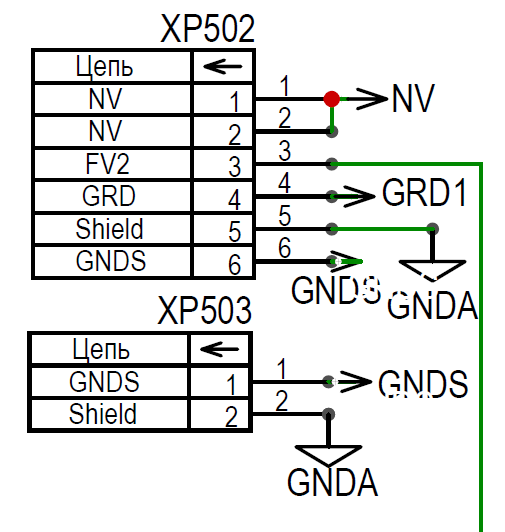 XP502
Цепь
NV 1 1 NV
NV 2 2
FV2 3 3
GRD 4 4 GRD1
Shield 5 5
GNDS 6 6
GNDS GNDA
XP503
Цепь
GNDS 1 1 GNDS
Shield 2 2
GNDA